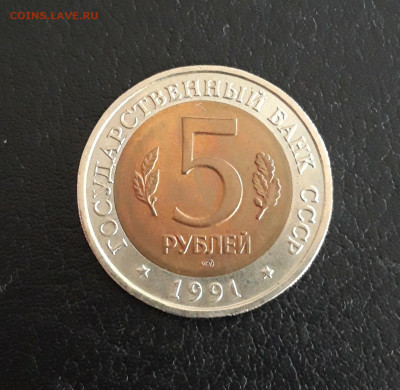 COINS.LAVE.RU
ГОСУДАРСТВЕННЫЙ БАНК СССР
5
РУБЛЕЙ
1991